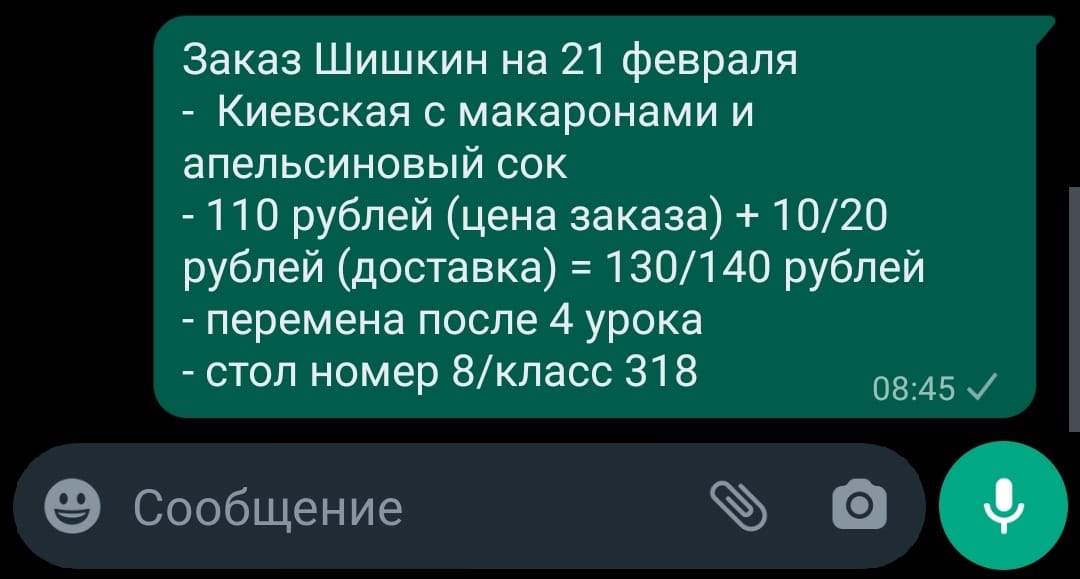 Заказ Шишкин на 21 февраля
- Киевская с макаронами и
апельсиновый сок
- 110 рублей (цена заказа) + 10/20
рублей (доставка) = 130/140 рублей
- перемена после 4 урока
- стол номер 8/класс 318
08:45
Сообщение